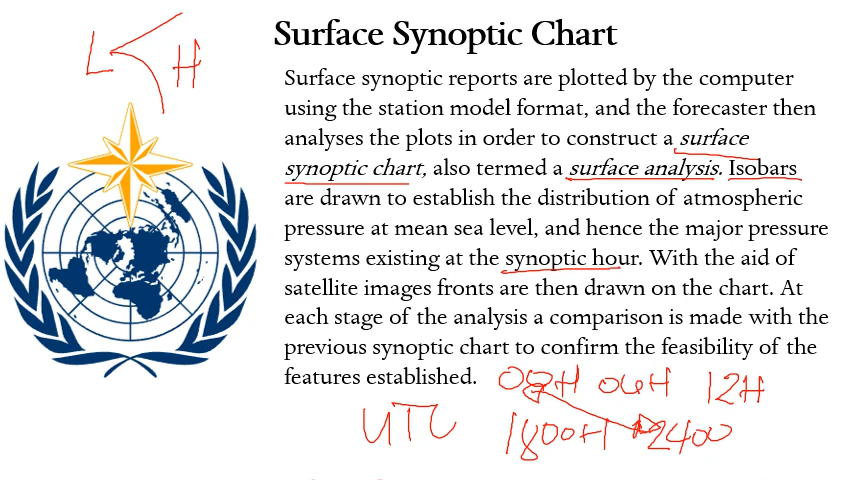 L H
Surface Synoptic Chart
Surface synoptic reports are plotted by the computer
using the station model format, and the forecaster then
analyses the plots in order to construct a surface
synoptic chart, also termed a surface analysis. Isobars
are drawn to establish the distribution of atmospheric
pressure at mean sea level, and hence the major pressure
systems existing at the synoptic hour. With the aid of
satellite images fronts are then drawn on the chart. At
each stage of the analysis a comparison is made with the
previous synoptic chart to confirm the feasibility of the
features established.
06H 12H
UTC 1800H 2400